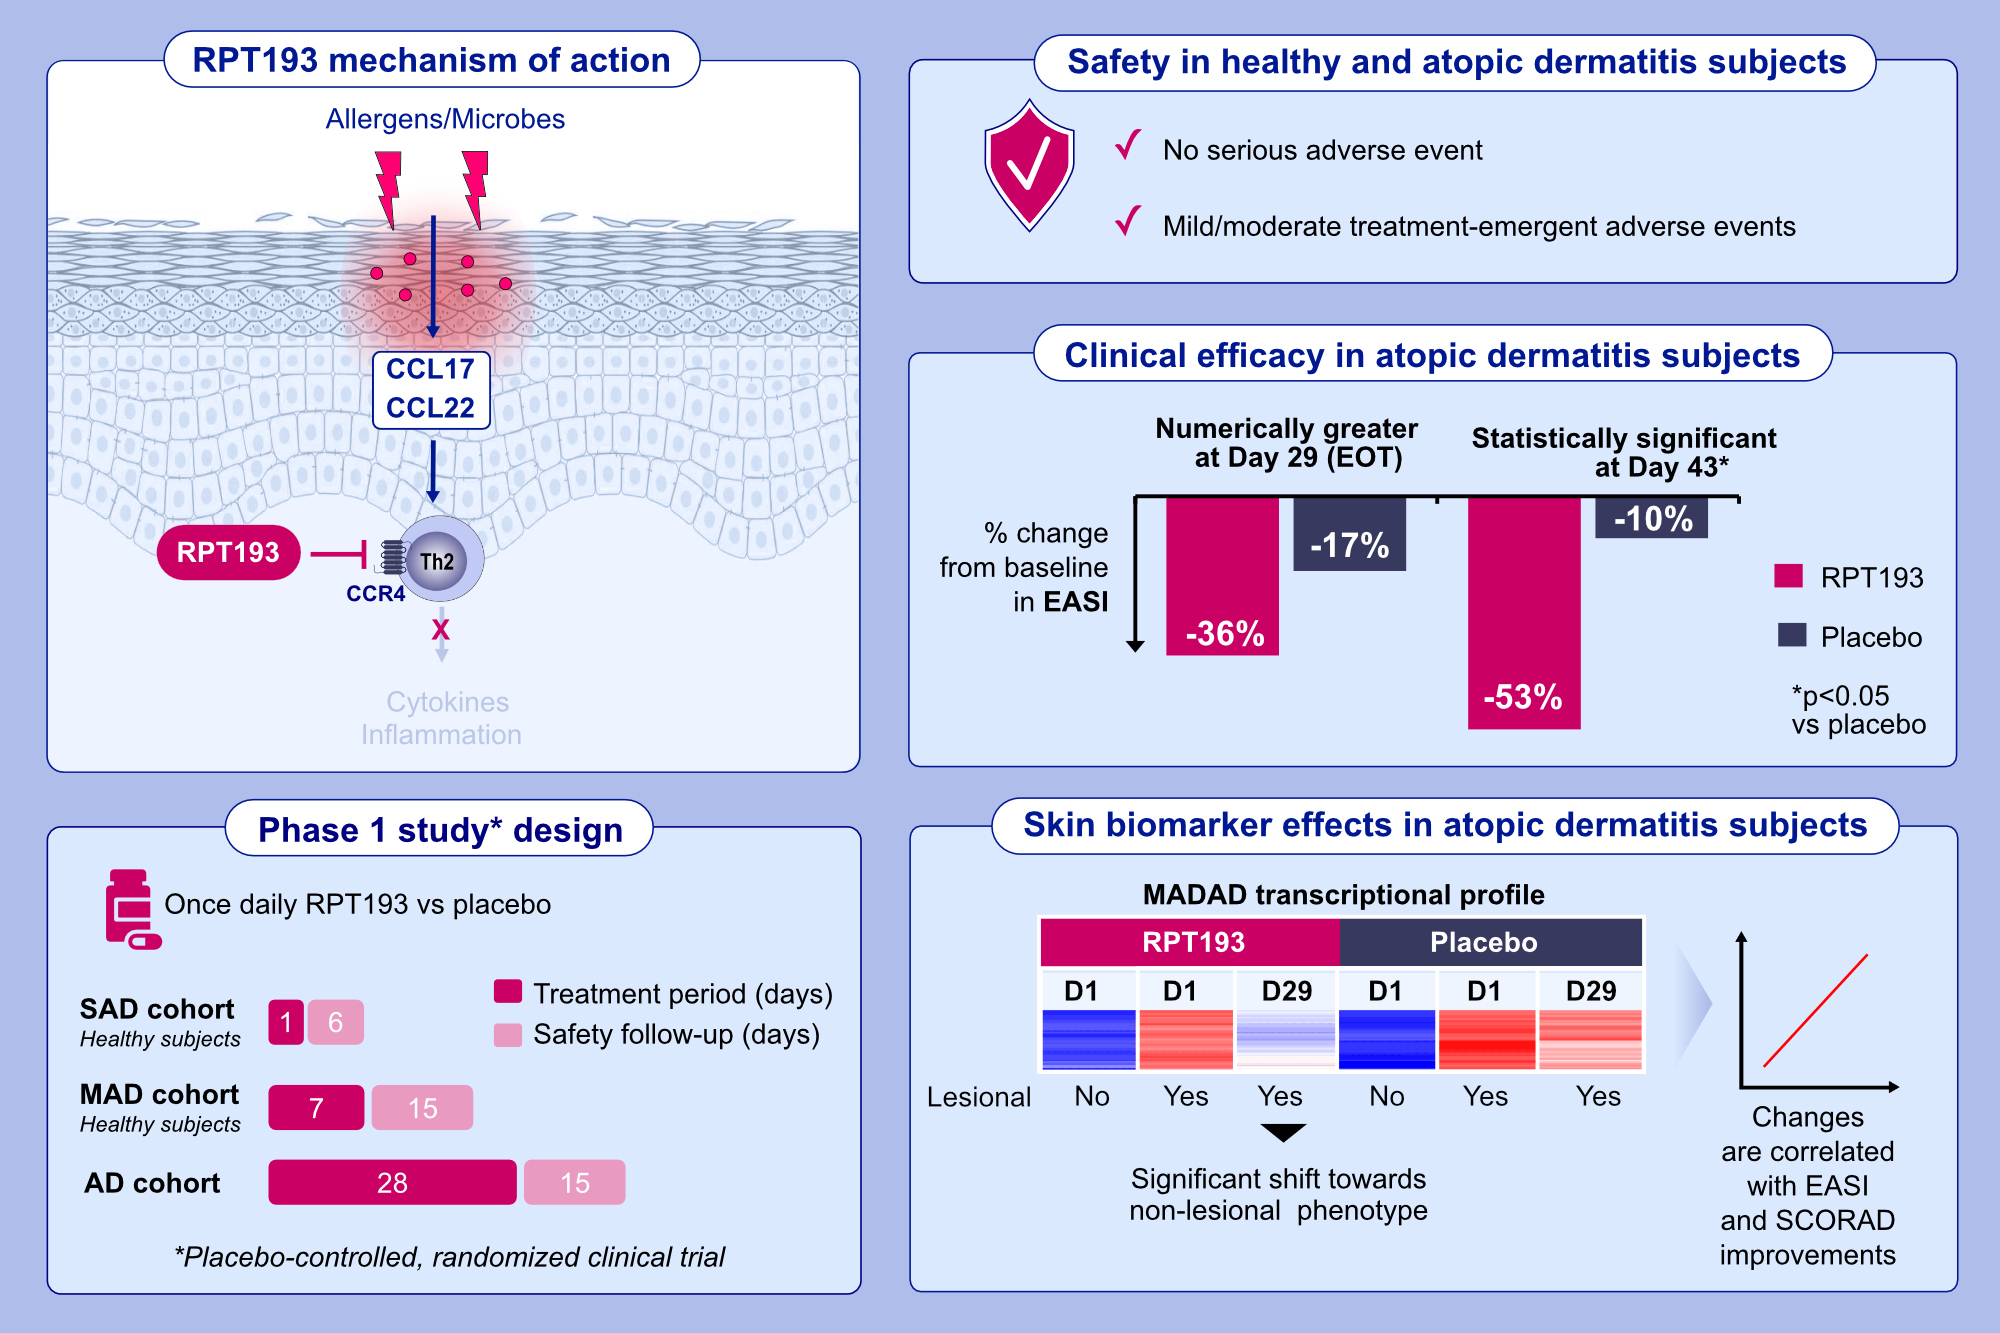 RPT193 mechanism of action
Allergens/Microbes
CCL17
CCL22
RPT193
Th2
CCR4
X
Cytokines
Inflammation
Phase 1 study* design
Once daily RPT193 vs placebo
Treatment period (days)
Safety follow-up (days)
SAD cohort
Healthy subjects
1 6
MAD cohort
Healthy subjects
7 15
AD cohort
28 15
*Placebo-controlled, randomized clinical trial
Safety in healthy and atopic dermatitis subjects
No serious adverse event
Mild/moderate treatment-emergent adverse events
Clinical efficacy in atopic dermatitis subjects
Numerically greater
at Day 29 (EOT)
Statistically significant
at Day 43*
% change
from baseline
in EASI
-36%
-17%
-53%
-10%
RPT193
Placebo
*p<0.05
vs placebo
Skin biomarker effects in atopic dermatitis subjects
MADAD transcriptional profile
RPT193 Placebo
D1 D1 D29 D1 D1 D29
Lesional No Yes Yes No Yes Yes
Significant shift towards
non-lesional phenotype
Changes
are correlated
with EASI
and SCORAD
improvements